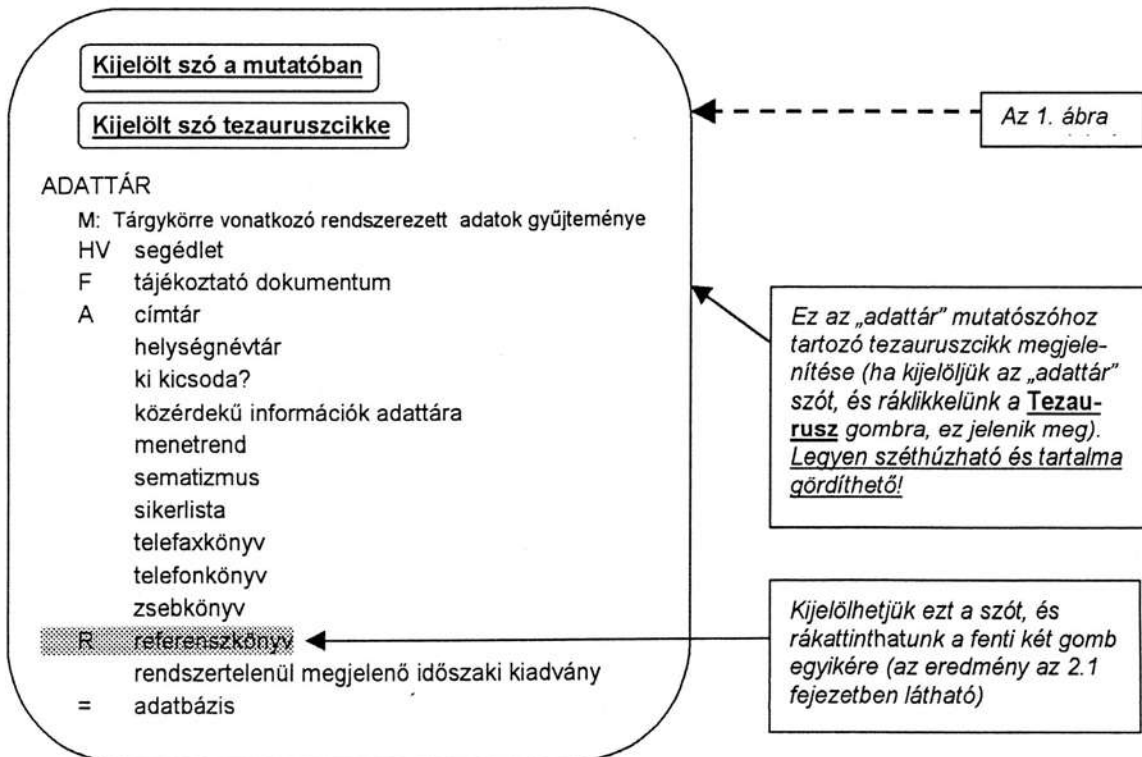 Kijelölt szó a mutatóban
Kijelölt szó tezauruszcikke
ADATTÁR
M: Tárgykörre vonatkozó rendszerezett adatok gyűjteménye
HV segédlet
F tájékoztató dokumentum
A címtár
helységnévtár
ki kicsoda?
közérdekű információk adattára
menetrend
sematizmus
sikerlista
telefaxkönyv
telefonkönyv
zsebkönyv
R referenszkönyv
rendszertelenül megjelenő időszaki kiadvány
= adatbázis
Az 1. ábra
Ez az „adattár” mutatószóhoz
tartozó tezauruszcikk megjele-
nítése (ha kijelöljük az „adattár”
szót, és ráklikkelünk a Tezau-
rusz gombra, ez jelenik meg).
Legyen széthúzható és tartalma
gördíthető!
Kijelölhetjük ezt a szót, és
rákattinthatunk a fenti két gomb
egyikére (az eredmény az 2.1
fejezetben látható)